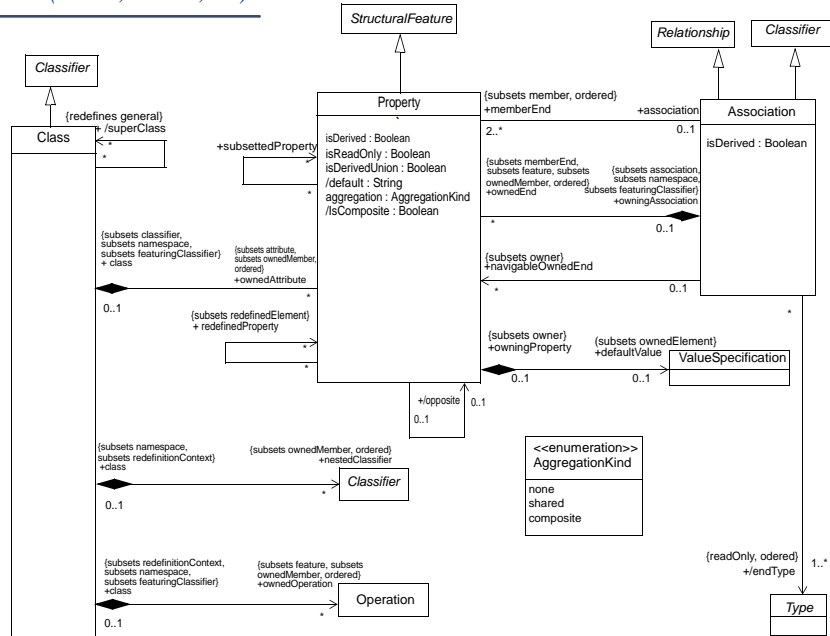 StructuralFeature
Relationship
Classifier
Classifier
{redefines general}
+ /superClass
*
*
Class
Property
`
isDerived : Boolean
isReadOnly : Boolean
isDerivedUnion : Boolean
/default : String
aggregation : AggregationKind
/IsComposite : Boolean
+subsettedProperty
*
*
{subsets member, ordered}
+memberEnd
2..*
+association
0..1
Association
isDerived : Boolean
{subsets memberEnd,
subsets feature, subsets
ownedMember, ordered}
+ownedEnd
*
{subsets association,
subsets namespace,
subsets featuringClassifier}
+owningAssociation
0..1
{subsets classifier,
subsets namespace,
subsets featuringClassifier}
+ class
0..1
{subsets attribute,
subsets ownedMember,
ordered}
+ownedAttribute
*
{subsets owner}
+navigableOwnedEnd
*
0..1
*
{subsets redefinedElement}
+ redefinedProperty
*
*
{subsets owner}
+owningProperty
0..1
{subsets ownedElement}
+defaultValue
0..1
ValueSpecification
+/opposite
0..1
0..1
{subsets namespace,
subsets redefinitionContext}
+class
0..1
{subsets ownedMember, ordered}
+nestedClassifier
*
Classifier
<<enumeration>>
AggregationKind
none
shared
composite
{subsets redefinitionContext,
subsets namespace,
subsets featuringClassifier}
+class
0..1
{subsets feature, subsets
ownedMember, ordered}
+ownedOperation
*
Operation
{readOnly, odered}
+/endType
1..*
Type